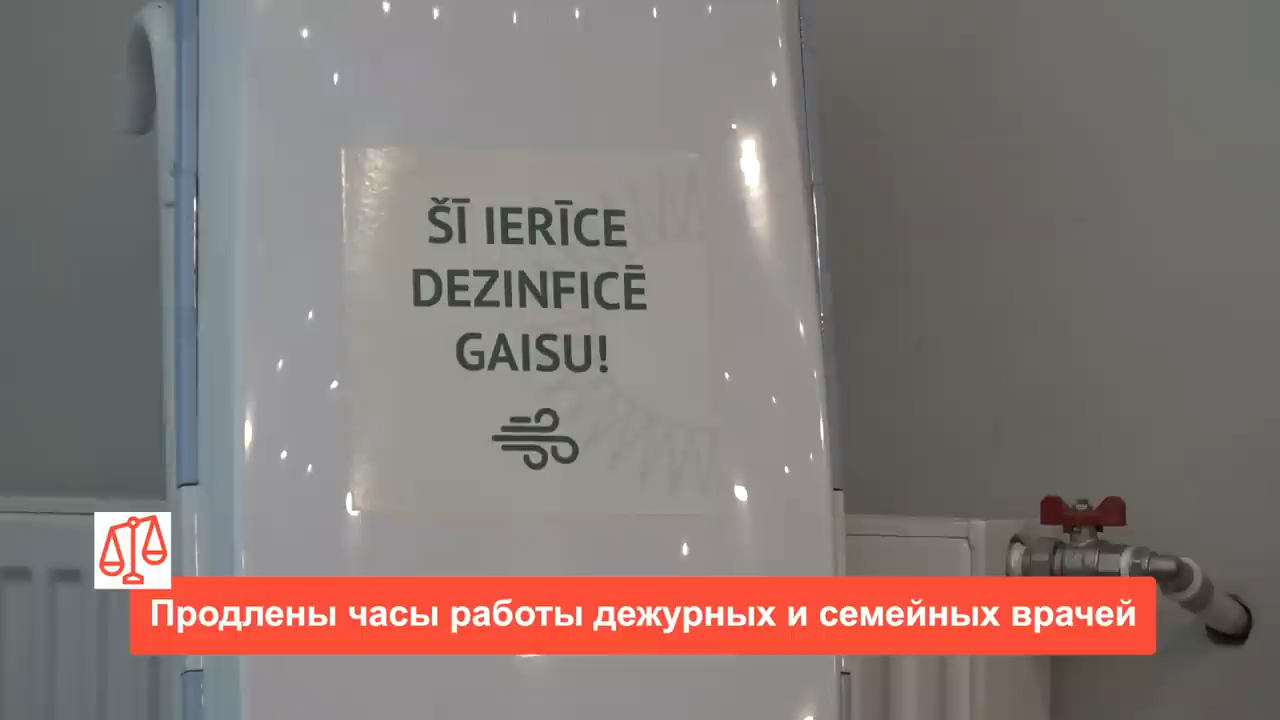 ŠĪ IERĪCE
DEZINFICĒ
GAISU!
Продлены часы работы дежурных и семейных врачей